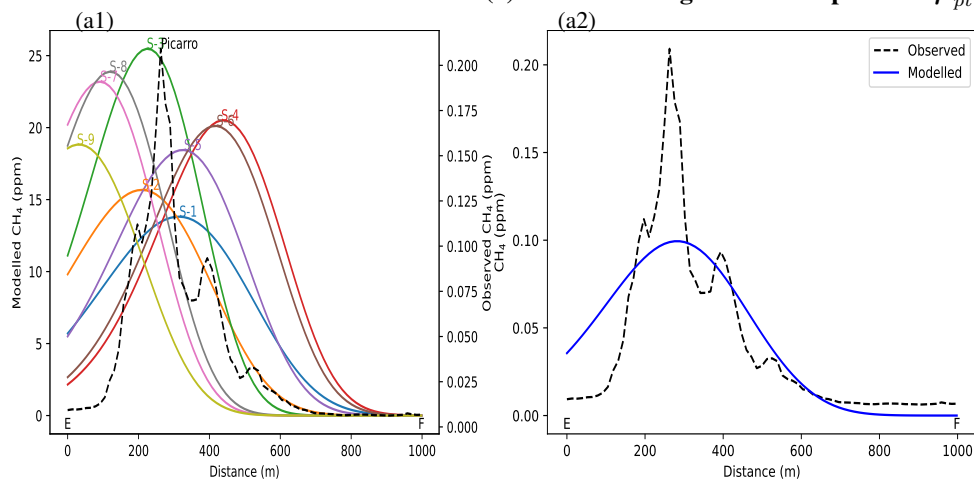 (a1)
(a2)
Picarro
S-3
S-8
S-7
S-4
S-6
S-5
S-9
S-2
S-1
25
20
15
10
5
0
Modelled CH₄ (ppm)
0.200
0.175
0.150
0.125
0.100
0.075
0.050
0.025
0.000
Observed CH₄ (ppm)
E
F
0 200 400 600 800 1000
Distance (m)
Observed
Modelled
0.20
0.15
0.10
0.05
0.00
CH₄ (ppm)
E
F
0 200 400 600 800 1000
Distance (m)